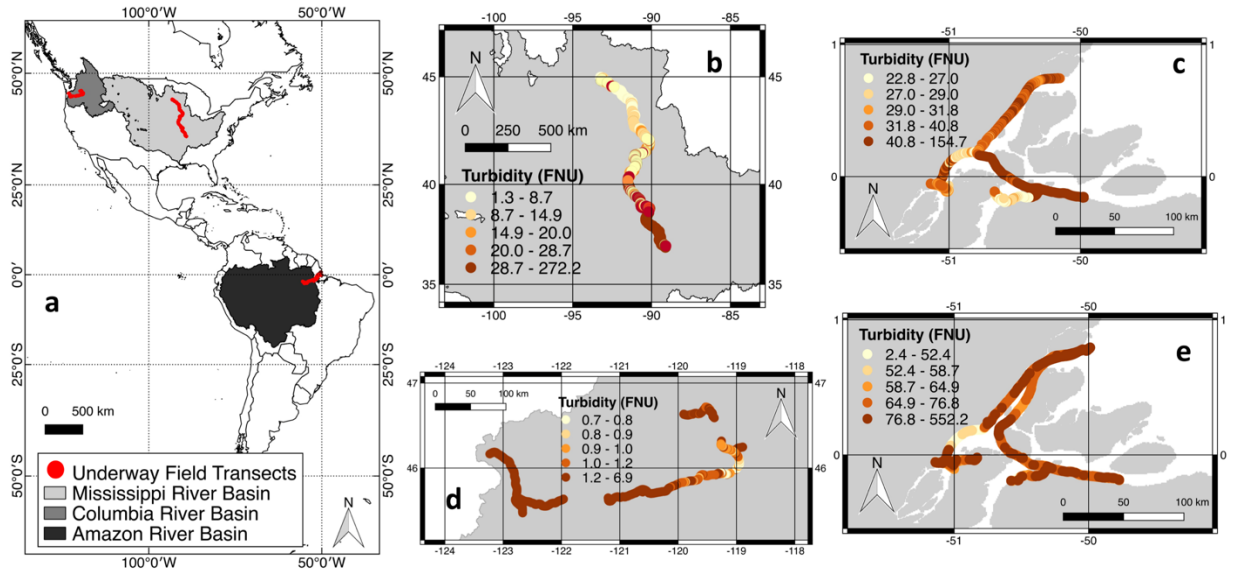 100°0'W 50°0'W
50°0'N 50°0'N
25°0'N 25°0'N
0°0' 0°0'
a
25°0'S 25°0'S
0 500 km
50°0'S 50°0'S
Underway Field Transects
Mississippi River Basin
Columbia River Basin
Amazon River Basin
N
100°0'W 50°0'W
-100 -95 -90 -85
b
N
45 45
0 250 500 km
Turbidity (FNU)
40 40
1.3 - 8.7
8.7 - 14.9
14.9 - 20.0
20.0 - 28.7
28.7 - 272.2
35 35
-100 -95 -90 -85
-51 -50
1 1
Turbidity (FNU)
c
22.8 - 27.0
27.0 - 29.0
29.0 - 31.8
31.8 - 40.8
40.8 - 154.7
0 0
N
0 50 100 km
-51 -50
-124 -123 -122 -121 -120 -119 -118
47 47
0 50 100 km
Turbidity (FNU)
N
0.7 - 0.8
0.8 - 0.9
0.9 - 1.0
1.0 - 1.2
1.2 - 6.9
46 46
d
-124 -123 -122 -121 -120 -119 -118
-51 -50
1 1
Turbidity (FNU)
e
2.4 - 52.4
52.4 - 58.7
58.7 - 64.9
64.9 - 76.8
76.8 - 552.2
0 0
N
0 50 100 km
-51 -50